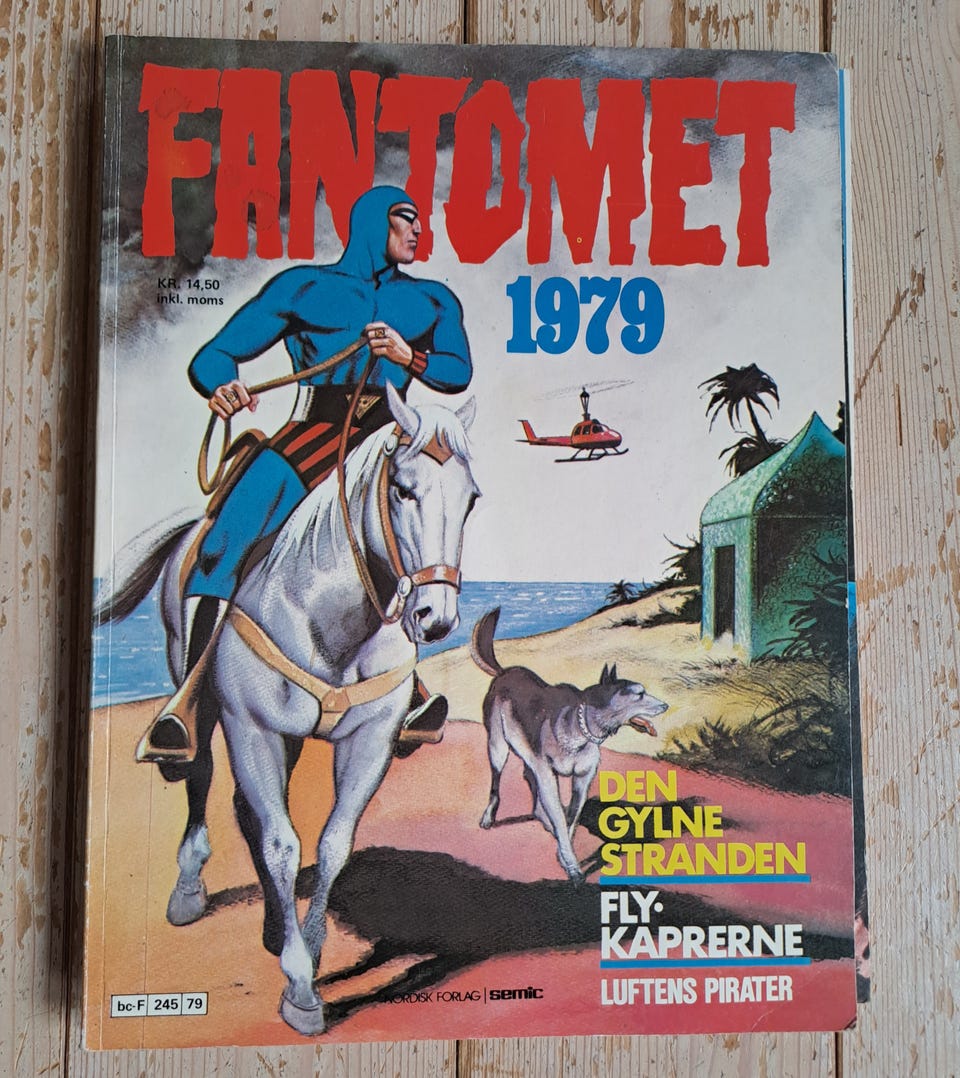 FANTOMET
KR. 14,50
inkl. moms
1979
DEN
GYLNE
STRANDEN
FLY-
KAPRERNE
LUFTENS PIRATER
NORDISK FORLAG | semic
bc-F 245 79